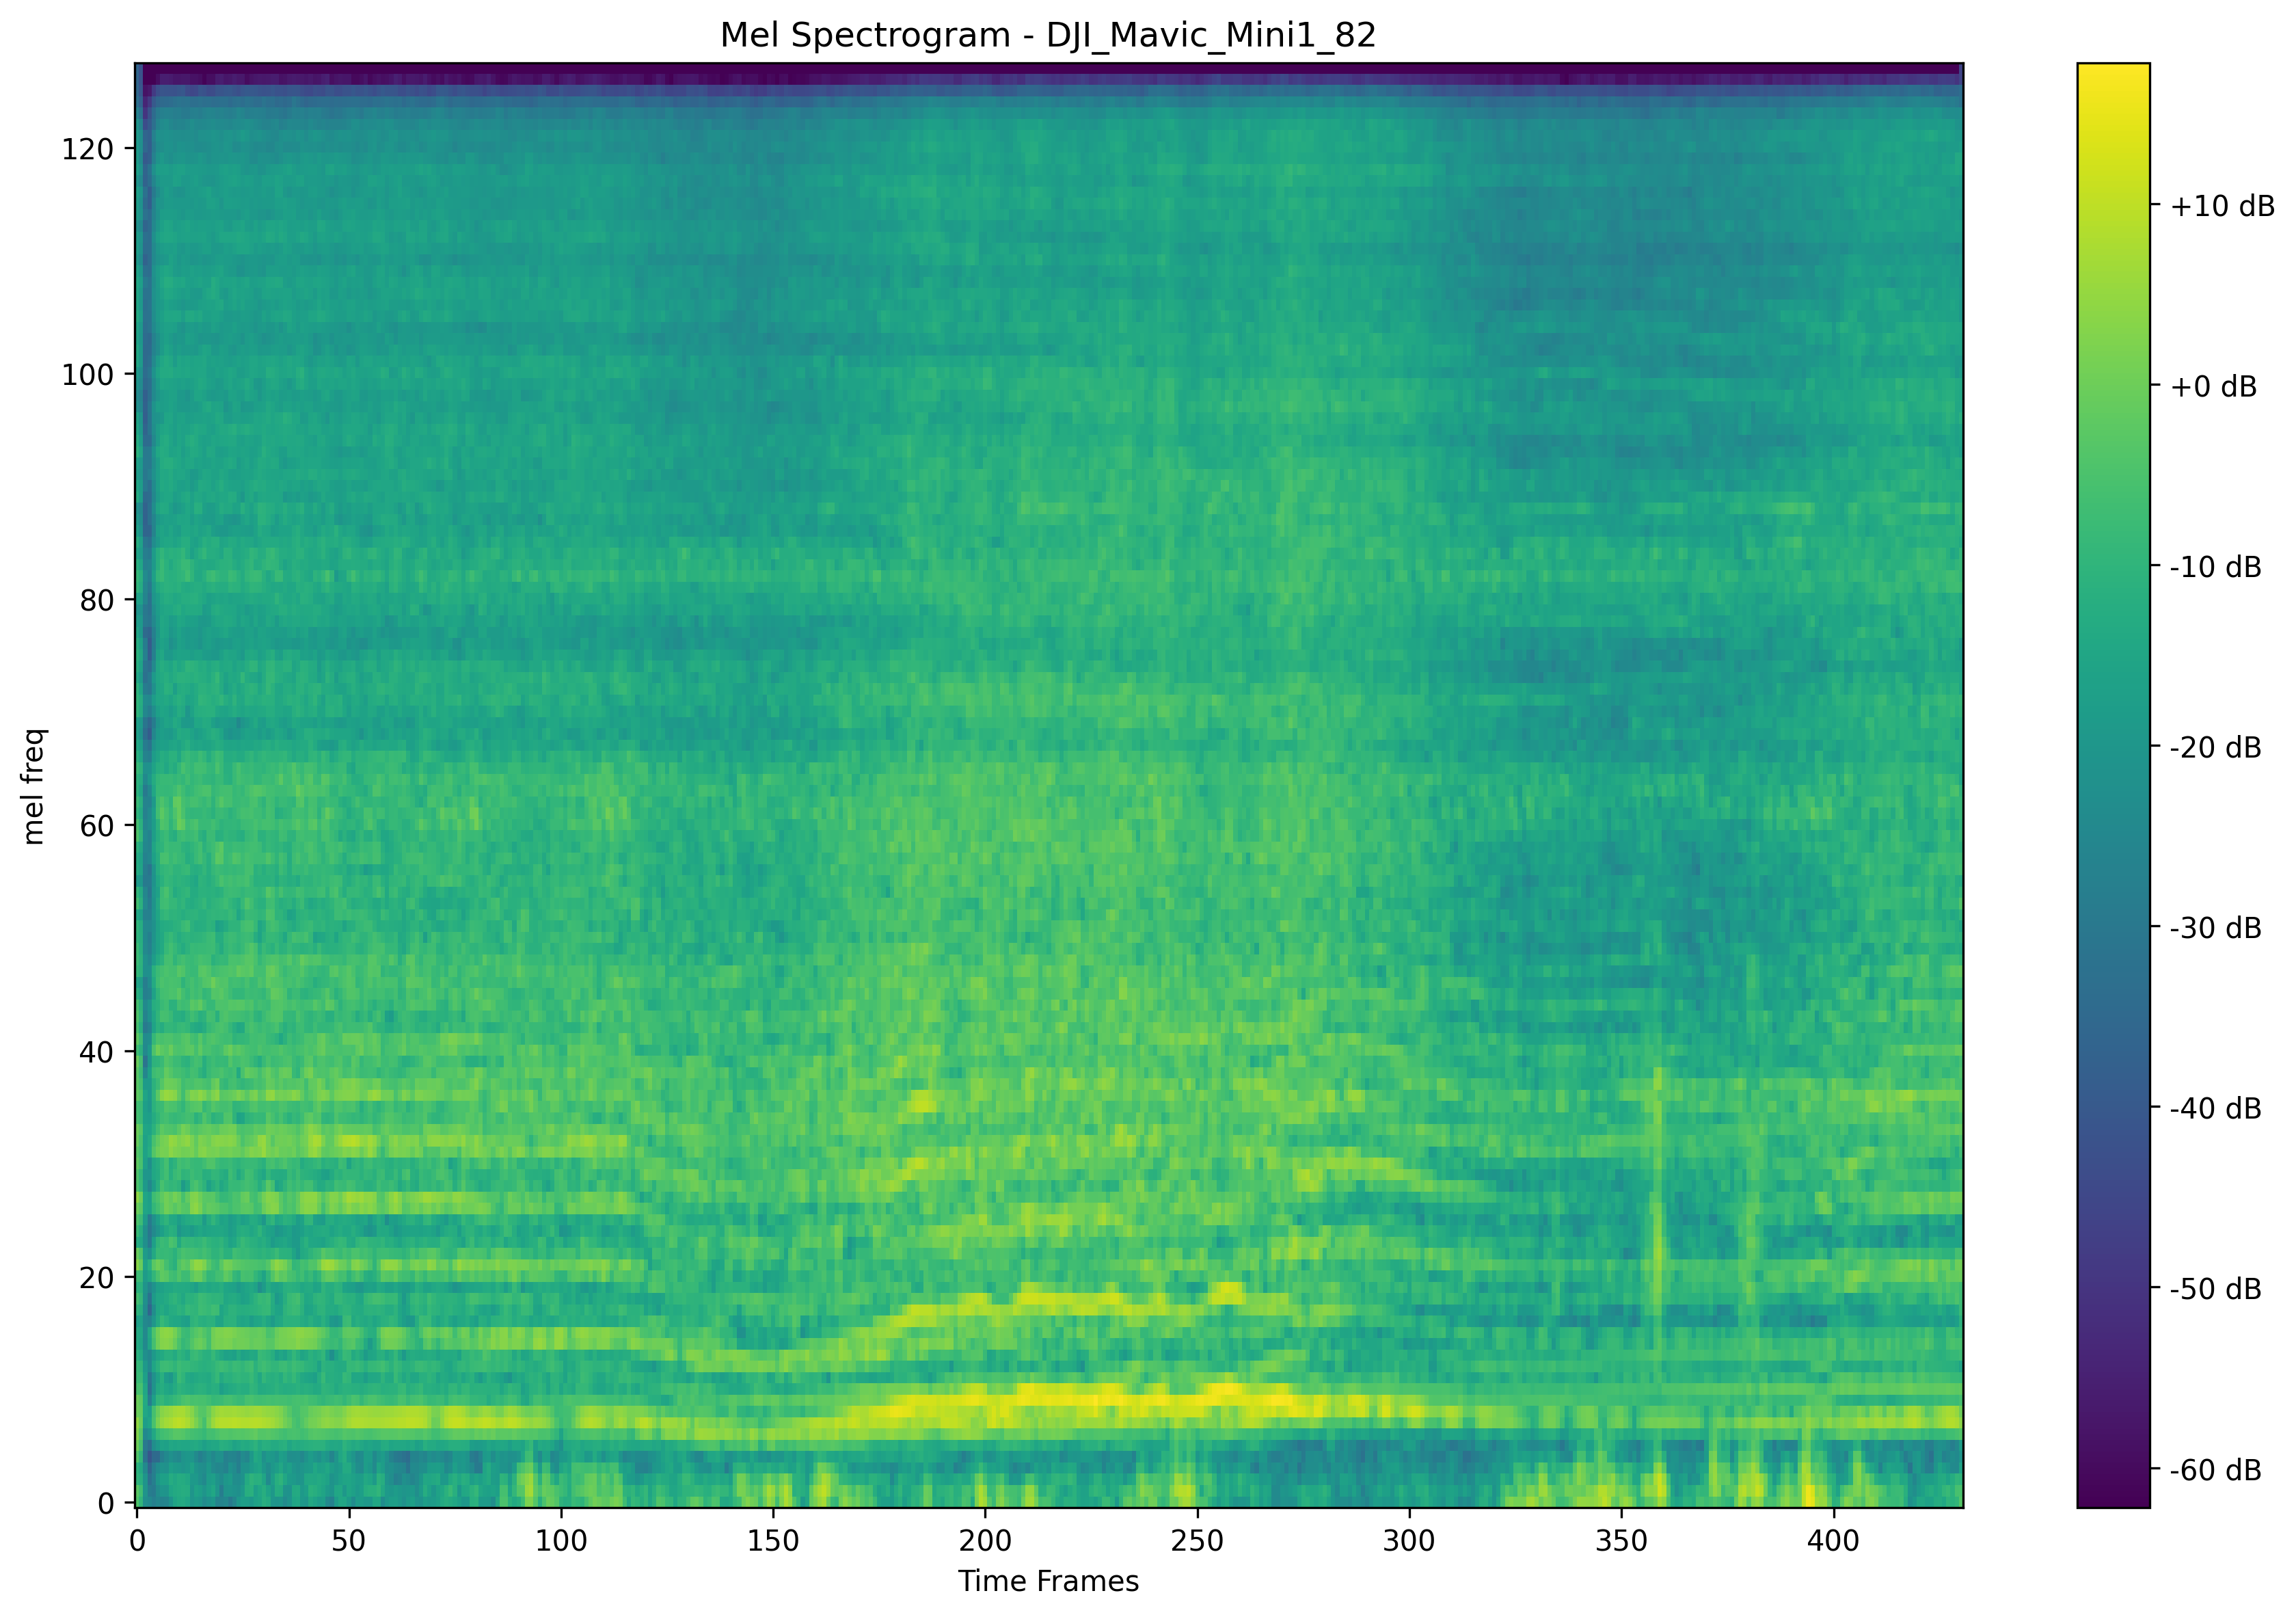 Mel Spectrogram - DJI_Mavic_Mini1_82
mel freq
120
100
80
60
40
20
0
0 50 100 150 200 250 300 350 400
Time Frames
+10 dB
+0 dB
-10 dB
-20 dB
-30 dB
-40 dB
-50 dB
-60 dB